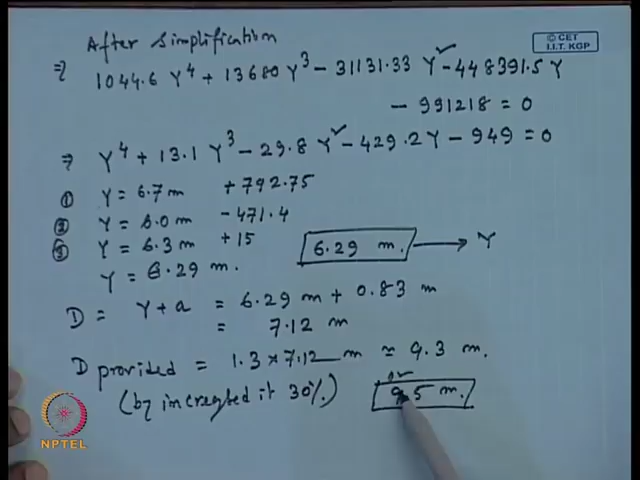 After Simplification
© CET
I.I.T. KGP
⇒ 1044.6 Y⁴ + 13680 Y³ - 31131.33 Y² - 448391.5 Y
- 991218 = 0
⇒ Y⁴ + 13.1 Y³ - 29.8 Y² - 429.2 Y - 949 = 0
① Y = 6.7 m + 792.75
② Y = 6.0 m - 471.4
③ Y = 6.3 m + 15
6.29 m. → Y
Y = 6.29 m.
D = Y + a = 6.29 m + 0.83 m
= 7.12 m
D provided = 1.3 × 7.12 m ≃ 9.3 m.
(by increasted it 30%) or 9.5 m.
NPTEL